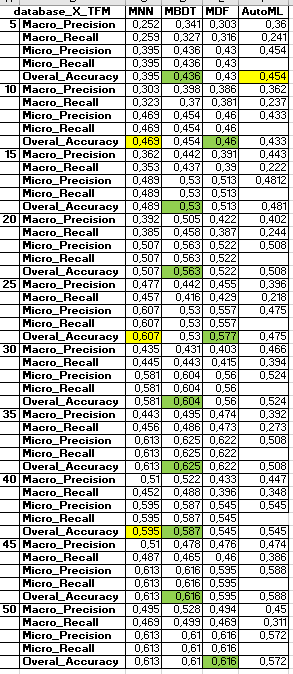 database_X_TFM MNN MBDT MDF AutoML
5 Macro_Precision 0,252 0,341 0,303 0,36
Macro_Recall 0,259 0,327 0,316 0,241
Micro_Precision 0,395 0,436 0,43 0,454
Micro_Recall 0,395 0,436 0,43
Overal_Accuracy 0,395 0,436 0,43 0,454
10 Macro_Precision 0,303 0,398 0,386 0,362
Macro_Recall 0,323 0,37 0,381 0,237
Micro_Precision 0,469 0,454 0,46 0,433
Micro_Recall 0,469 0,454 0,46
Overal_Accuracy 0,469 0,454 0,46 0,433
15 Macro_Precision 0,362 0,442 0,391 0,443
Macro_Recall 0,353 0,437 0,39 0,222
Micro_Precision 0,489 0,53 0,513 0,4812
Micro_Recall 0,489 0,53 0,513
Overal_Accuracy 0,489 0,53 0,513 0,481
20 Macro_Precision 0,392 0,505 0,422 0,402
Macro_Recall 0,385 0,458 0,387 0,244
Micro_Precision 0,507 0,563 0,522 0,508
Micro_Recall 0,507 0,563 0,522
Overal_Accuracy 0,507 0,563 0,522 0,508
25 Macro_Precision 0,477 0,442 0,455 0,396
Macro_Recall 0,457 0,416 0,429 0,218
Micro_Precision 0,607 0,53 0,557 0,475
Micro_Recall 0,607 0,53 0,557
Overal_Accuracy 0,607 0,53 0,577 0,475
30 Macro_Precision 0,435 0,431 0,403 0,466
Macro_Recall 0,445 0,443 0,415 0,394
Micro_Precision 0,581 0,604 0,56 0,524
Micro_Recall 0,581 0,604 0,56
Overal_Accuracy 0,581 0,604 0,56 0,524
35 Macro_Precision 0,443 0,495 0,474 0,392
Macro_Recall 0,456 0,486 0,473 0,273
Micro_Precision 0,613 0,625 0,622 0,508
Micro_Recall 0,613 0,625 0,622
Overal_Accuracy 0,613 0,625 0,622 0,508
40 Macro_Precision 0,51 0,522 0,433 0,447
Macro_Recall 0,452 0,488 0,396 0,348
Micro_Precision 0,595 0,587 0,545 0,545
Micro_Recall 0,595 0,587 0,545
Overal_Accuracy 0,595 0,587 0,545 0,545
45 Macro_Precision 0,51 0,478 0,476 0,474
Macro_Recall 0,487 0,465 0,46 0,386
Micro_Precision 0,613 0,616 0,595 0,588
Micro_Recall 0,613 0,616 0,595
Overal_Accuracy 0,613 0,616 0,595 0,588
50 Macro_Precision 0,495 0,528 0,494 0,45
Macro_Recall 0,469 0,499 0,469 0,311
Micro_Precision 0,613 0,61 0,616 0,572
Micro_Recall 0,613 0,61 0,616
Overal_Accuracy 0,613 0,61 0,616 0,572